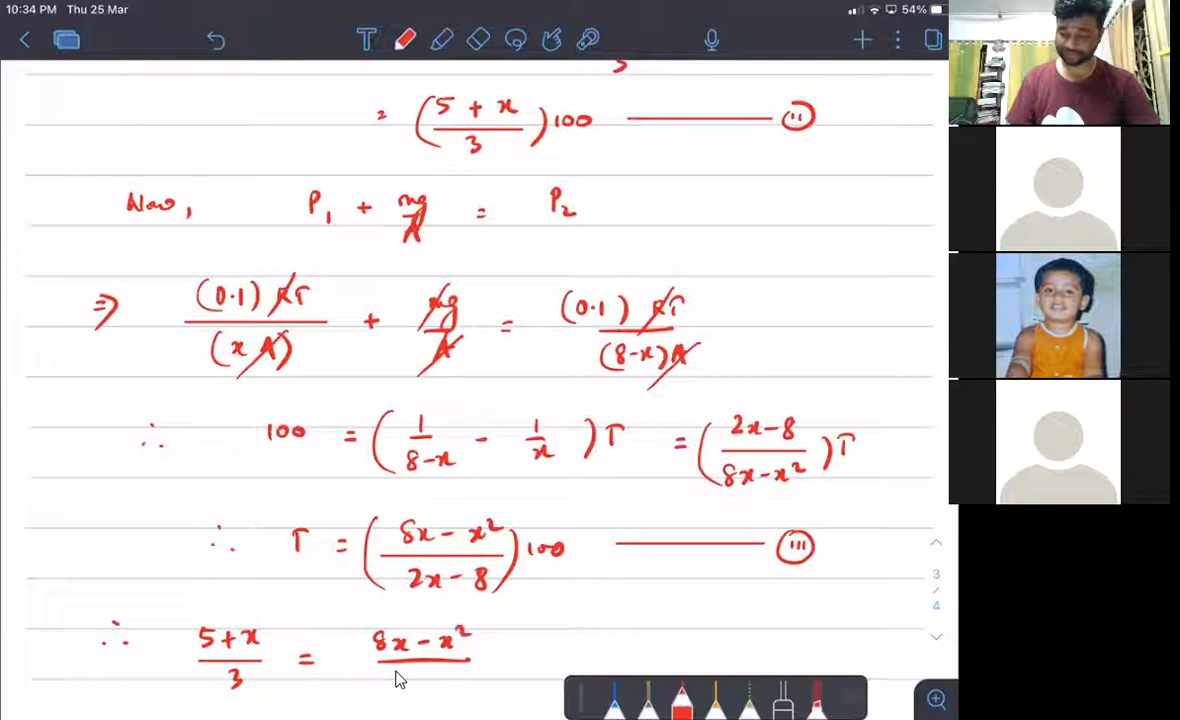 10:34 PM Thu 25 Mar 54%
= (5 + x / 3) 100 ——— (ii)
Now, P₁ + mg/A = P₂
⇒ (0.1) RT / (x A) + mg/A = (0.1) RT / (8-x)A
∴ 100 = (1/8-x - 1/x) T = (2x-8 / 8x-x²) T
∴ T = (8x-x² / 2x-8) 100 ——— (iii)
3
/
4
∴ 5+x / 3 = 8x-x²